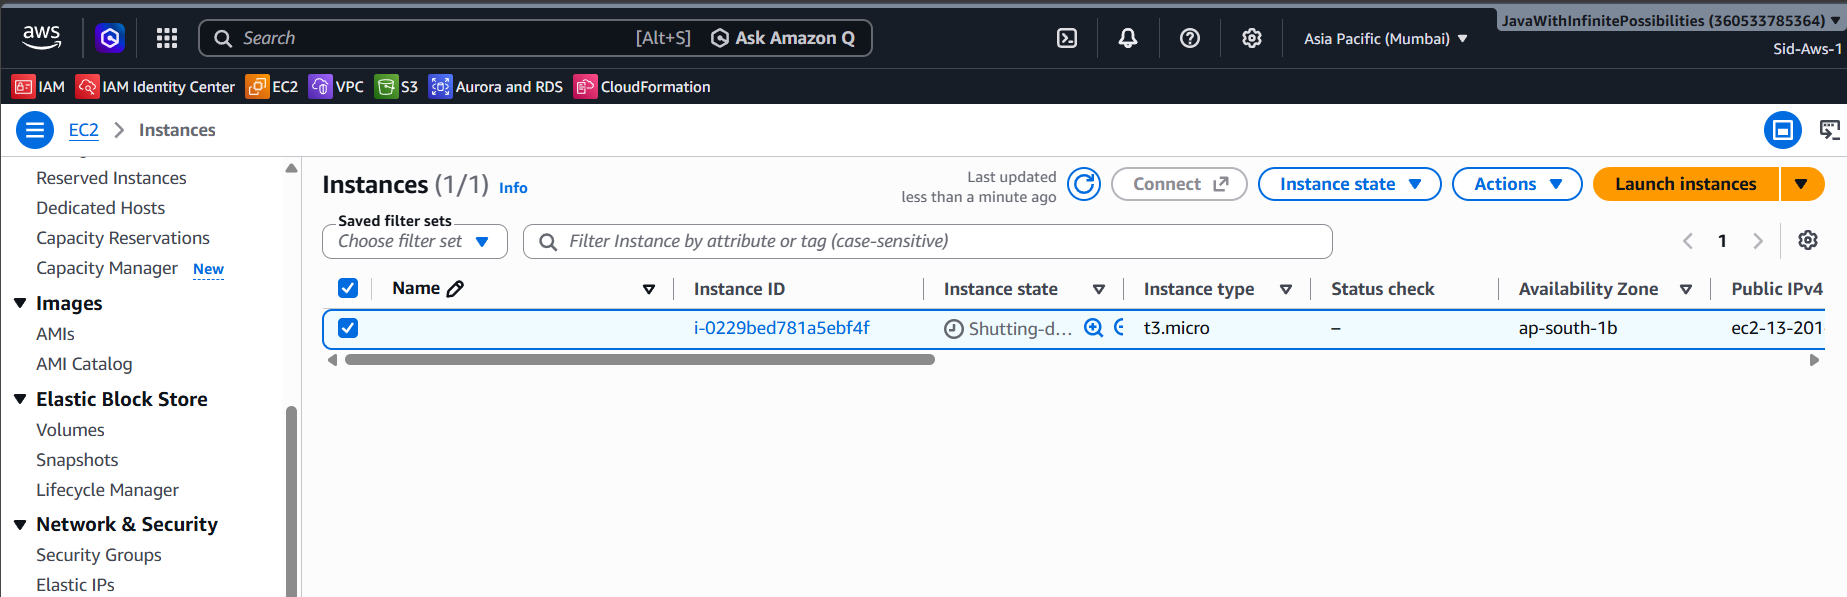 aws
Search [Alt+S] Ask Amazon Q
Asia Pacific (Mumbai)
JavaWithInfinitePossibilities (360533785364)
Sid-Aws-1
IAM IAM Identity Center EC2 VPC S3 Aurora and RDS CloudFormation
EC2 Instances
Reserved Instances
Dedicated Hosts
Capacity Reservations
Capacity Manager New
Images
AMIs
AMI Catalog
Elastic Block Store
Volumes
Snapshots
Lifecycle Manager
Network & Security
Security Groups
Elastic IPs
Instances (1/1) Info
Last updated
less than a minute ago
Connect Instance state Actions Launch instances
Saved filter sets
Choose filter set
Filter Instance by attribute or tag (case-sensitive)
1
Name Instance ID Instance state Instance type Status check Availability Zone Public IPv4
i-0229bed781a5ebf4f Shutting-d... t3.micro – ap-south-1b ec2-13-201